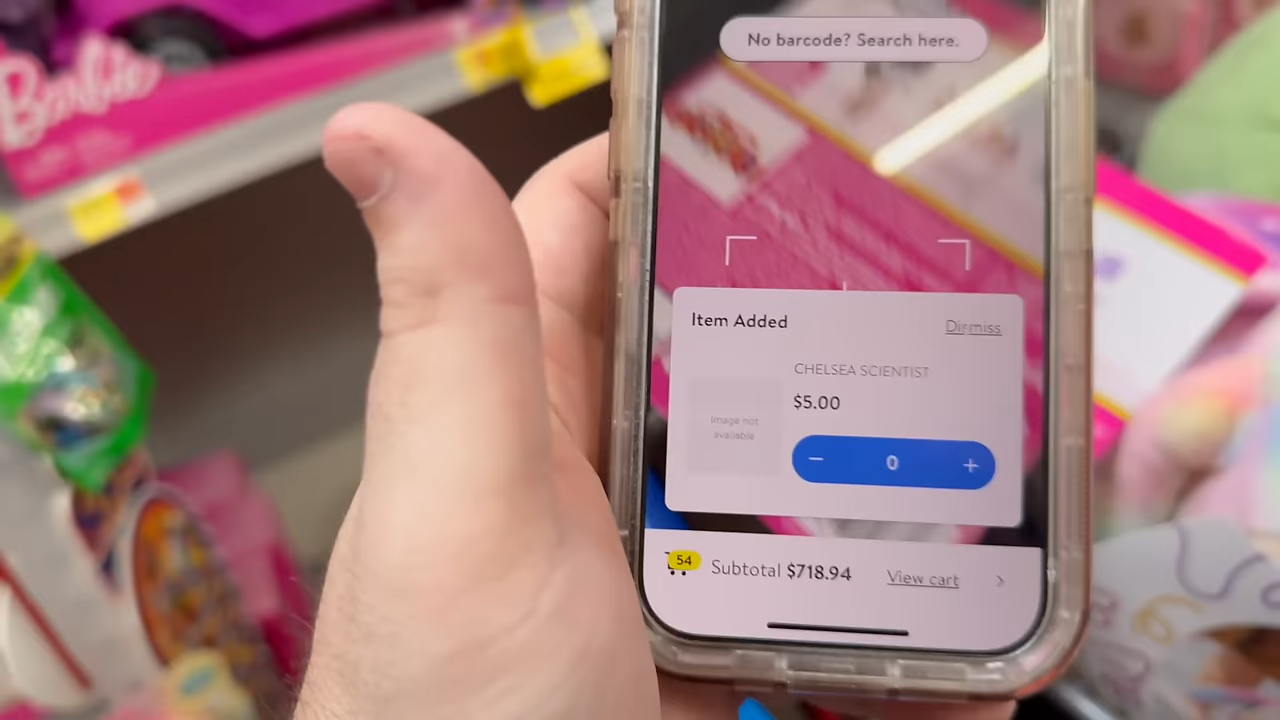 No barcode? Search here.
Barbie
Item Added
Dismiss
CHELSEA SCIENTIST
$5.00
Image not
available
0
54
Subtotal $718.94
View cart